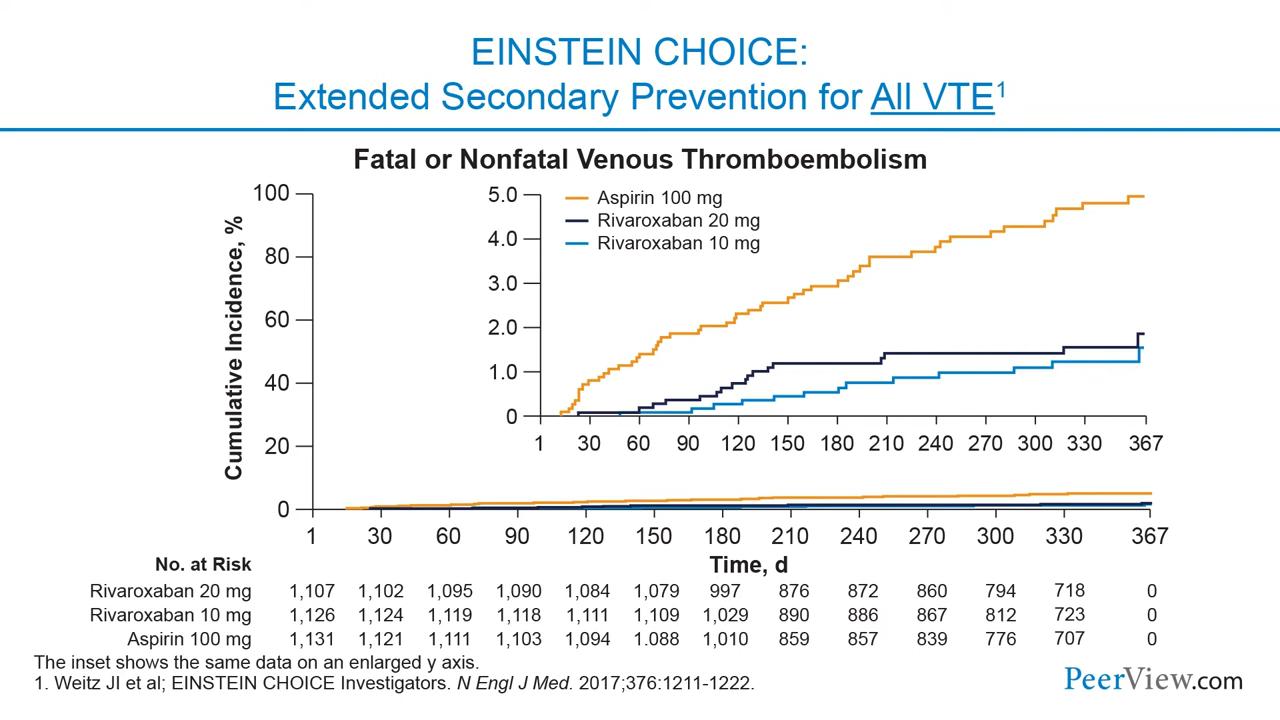 EINSTEIN CHOICE:
Extended Secondary Prevention for All VTE1
Fatal or Nonfatal Venous Thromboembolism
Cumulative Incidence, %
100
80
60
40
20
0
5.0
4.0
3.0
2.0
1.0
0
Aspirin 100 mg
Rivaroxaban 20 mg
Rivaroxaban 10 mg
1 30 60 90 120 150 180 210 240 270 300 330 367
1 30 60 90 120 150 180 210 240 270 300 330 367
No. at Risk
Time, d
Rivaroxaban 20 mg 1,107 1,102 1,095 1,090 1,084 1,079 997 876 872 860 794 718 0
Rivaroxaban 10 mg 1,126 1,124 1,119 1,118 1,111 1,109 1,029 890 886 867 812 723 0
Aspirin 100 mg 1,131 1,121 1,111 1,103 1,094 1.088 1,010 859 857 839 776 707 0
The inset shows the same data on an enlarged y axis.
1. Weitz JI et al; EINSTEIN CHOICE Investigators. N Engl J Med. 2017;376:1211-1222.
PeerView.com